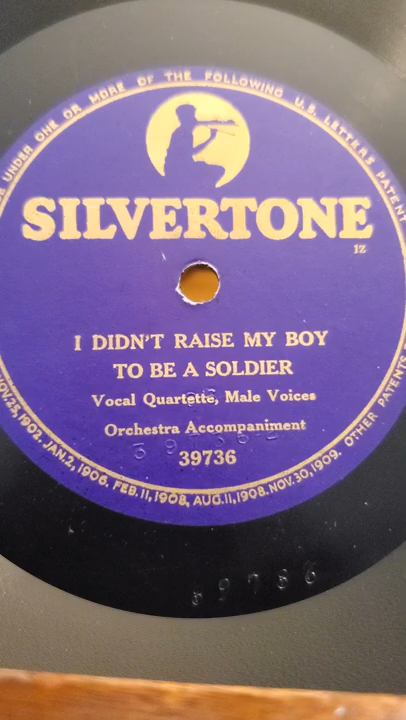 UNDER ONE OR MORE OF THE FOLLOWING U.S. LETTERS PATENT
SILVERTONE
1Z
I DIDN'T RAISE MY BOY
TO BE A SOLDIER
Vocal Quartette, Male Voices
Orchestra Accompaniment
39736
NOV.25,1902. JAN.2, 1906. FEB.11,1908, AUG.11,1908. NOV.30,1909. OTHER PATENTS
39736